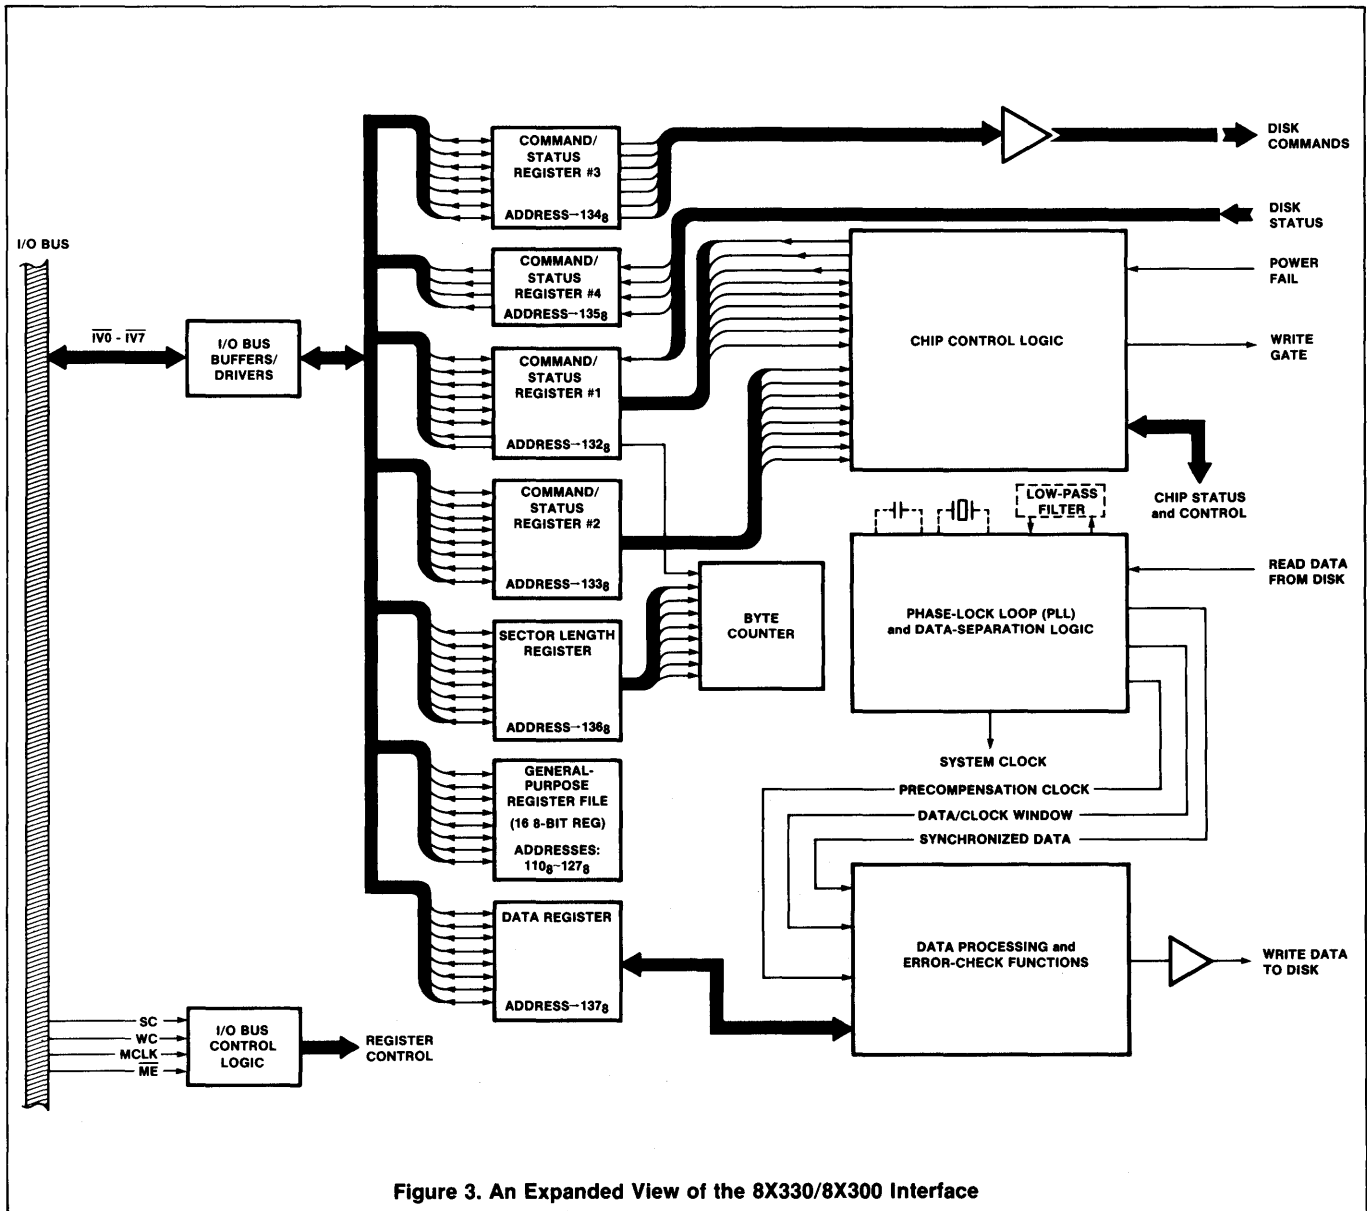 COMMAND/
STATUS
REGISTER #3
ADDRESS→134₈
DISK
COMMANDS
DISK
STATUS
I/O BUS
COMMAND/
STATUS
REGISTER #4
ADDRESS→135₈
POWER
FAIL
IV0 - IV7
I/O BUS
BUFFERS/
DRIVERS
COMMAND/
STATUS
REGISTER #1
ADDRESS→132₈
CHIP CONTROL LOGIC
WRITE
GATE
CHIP STATUS
and CONTROL
COMMAND/
STATUS
REGISTER #2
ADDRESS→133₈
LOW-PASS
FILTER
BYTE
COUNTER
PHASE-LOCK LOOP (PLL)
and DATA-SEPARATION LOGIC
READ DATA
FROM DISK
SECTOR LENGTH
REGISTER
ADDRESS→136₈
SYSTEM CLOCK
PRECOMPENSATION CLOCK
DATA/CLOCK WINDOW
SYNCHRONIZED DATA
GENERAL-
PURPOSE
REGISTER FILE
(16 8-BIT REG)
ADDRESSES:
110₈~127₈
DATA REGISTER
ADDRESS→137₈
DATA PROCESSING and
ERROR-CHECK FUNCTIONS
WRITE DATA
TO DISK
SC
WC
MCLK
ME
I/O BUS
CONTROL
LOGIC
REGISTER
CONTROL
Figure 3. An Expanded View of the 8X330/8X300 Interface